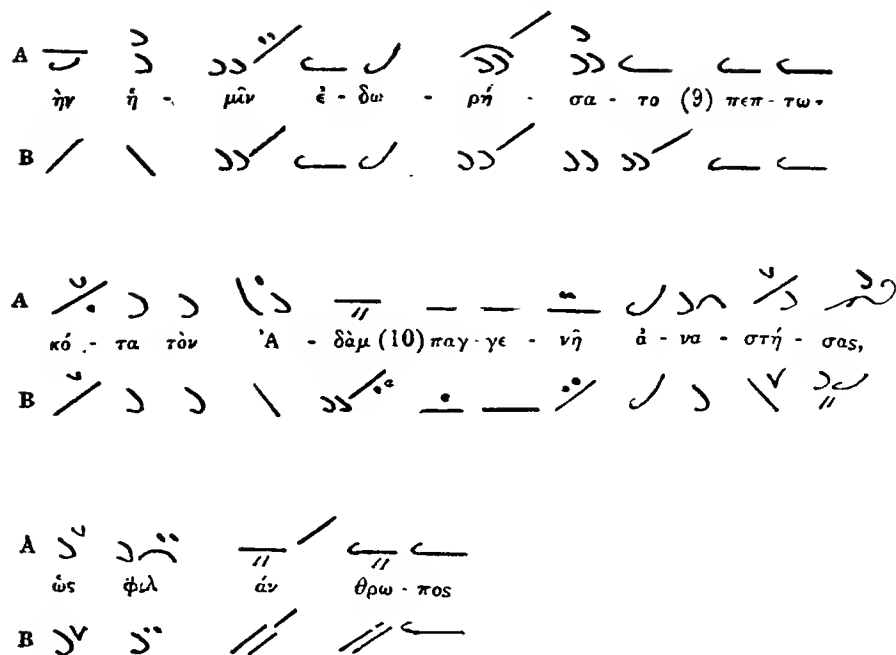 A
ἣν ἡ - μῖν ἐ - δω - ρή - σα - το (9) πεπ - τω -
B
A
κό - τα τὸν Ἀ - δὰμ (10) παγ - γε - νῆ ἀ - να - στή - σας,
B
A
ὡς φιλ άν θρω - πος
B